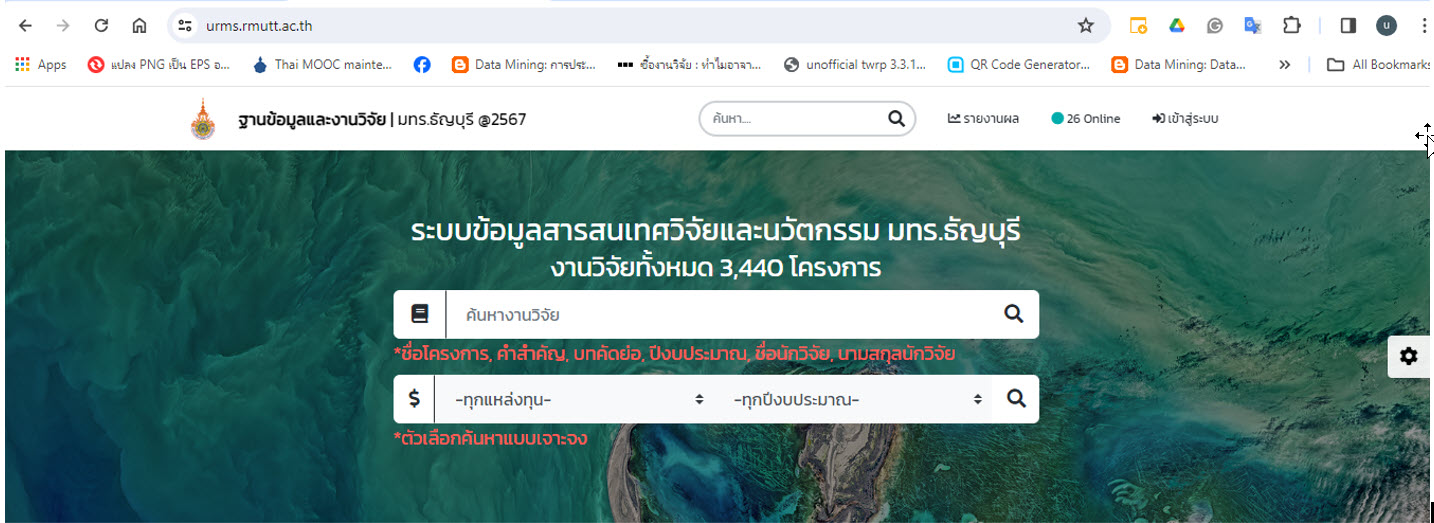 urms.rmutt.ac.th
Apps แปลง PNG เป็น EPS อ... Thai MOOC mainte... Data Mining: การประ... ซื้องานวิจัย : ทำไมอาจา... unofficial twrp 3.3.1... QR Code Generator... Data Mining: Data... » All Bookmarks
ฐานข้อมูลและงานวิจัย | มทร.ธัญบุรี @2567 ค้นหา... รายงานผล 26 Online เข้าสู่ระบบ
ระบบข้อมูลสารสนเทศวิจัยและนวัตกรรม มทร.ธัญบุรี
งานวิจัยทั้งหมด 3,440 โครงการ
ค้นหางานวิจัย
*ชื่อโครงการ, คำสำคัญ, บทคัดย่อ, ปีงบประมาณ, ชื่อนักวิจัย, นามสกุลนักวิจัย
$ -ทุกแหล่งทุน- -ทุกปีงบประมาณ-
*ตัวเลือกค้นหาแบบเจาะจง